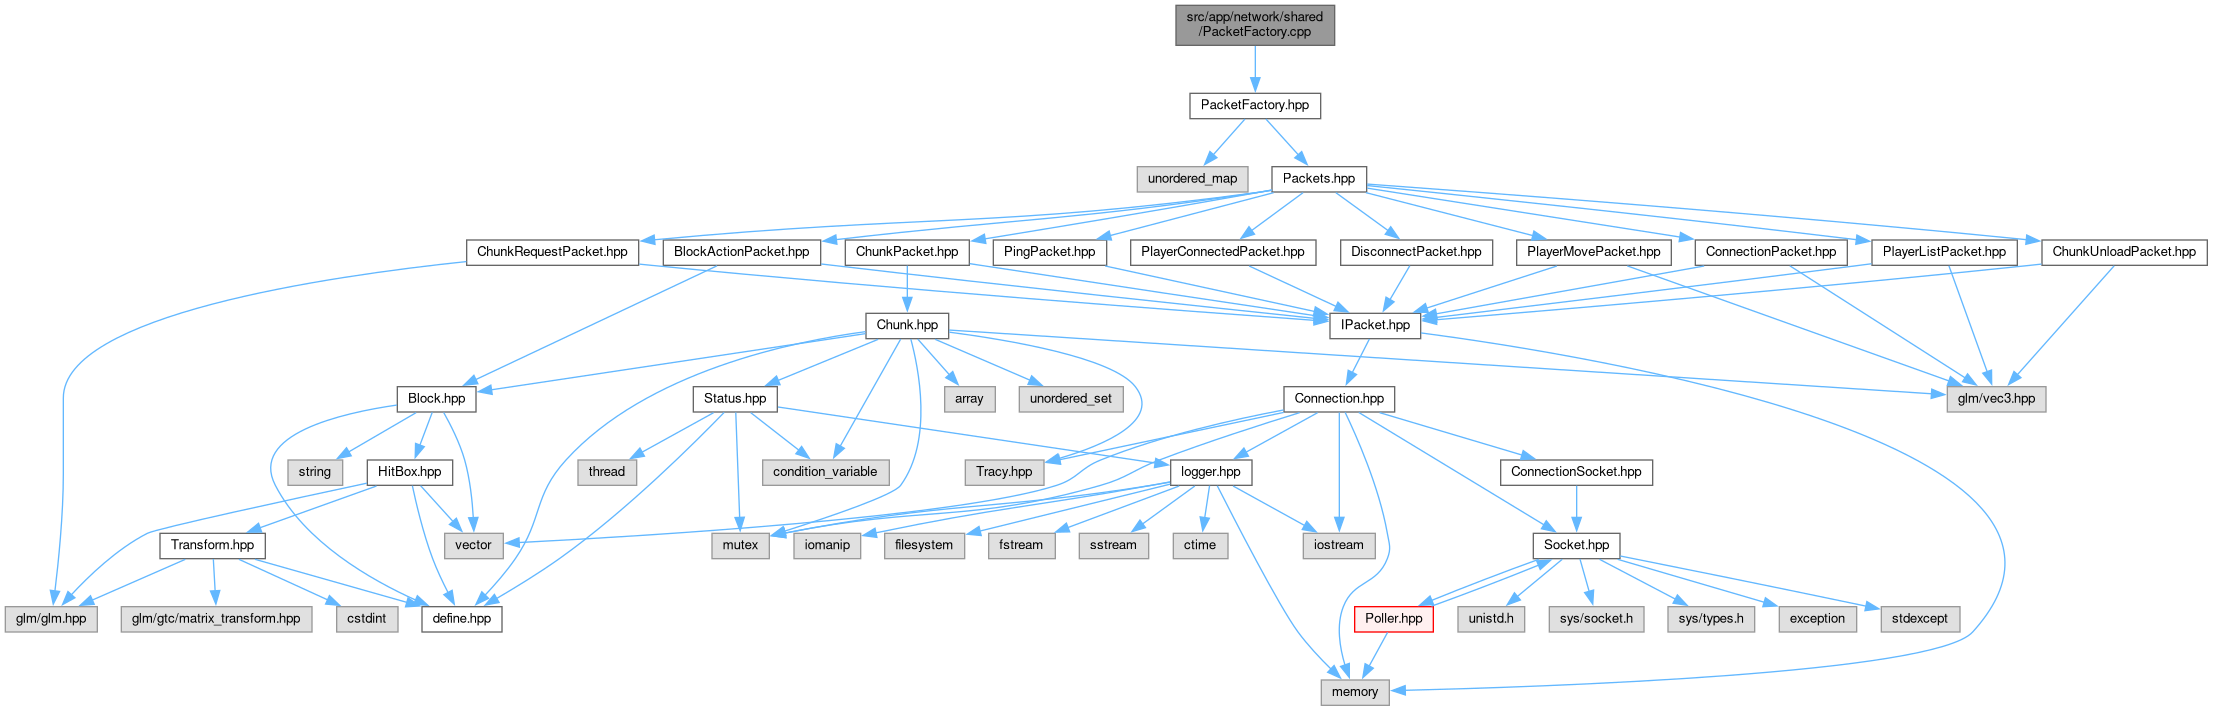 src/app/network/shared
/PacketFactory.cpp
PacketFactory.hpp
unordered_map
Packets.hpp
ChunkRequestPacket.hpp
BlockActionPacket.hpp
ChunkPacket.hpp
PingPacket.hpp
PlayerConnectedPacket.hpp
DisconnectPacket.hpp
PlayerMovePacket.hpp
ConnectionPacket.hpp
PlayerListPacket.hpp
ChunkUnloadPacket.hpp
Chunk.hpp
IPacket.hpp
Block.hpp
Status.hpp
array
unordered_set
Connection.hpp
glm/vec3.hpp
string
HitBox.hpp
thread
condition_variable
Tracy.hpp
logger.hpp
ConnectionSocket.hpp
Transform.hpp
vector
mutex
iomanip
filesystem
fstream
sstream
ctime
iostream
Socket.hpp
glm/glm.hpp
glm/gtc/matrix_transform.hpp
cstdint
define.hpp
Poller.hpp
unistd.h
sys/socket.h
sys/types.h
exception
stdexcept
memory